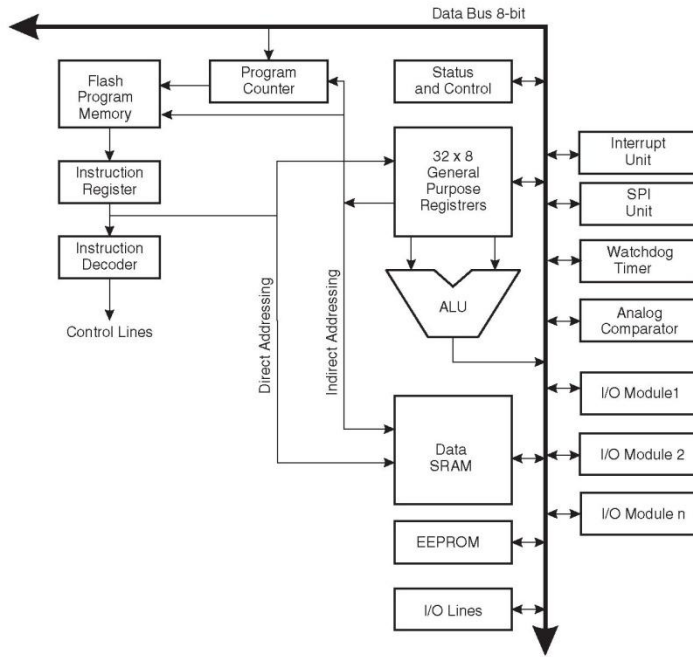 Data Bus 8-bit
Flash
Program
Memory
Program
Counter
Status
and Control
Instruction
Register
32 x 8
General
Purpose
Registrers
Interrupt
Unit
SPI
Unit
Instruction
Decoder
Watchdog
Timer
Control Lines
Direct Addressing
Indirect Addressing
ALU
Analog
Comparator
I/O Module1
Data
SRAM
I/O Module 2
I/O Module n
EEPROM
I/O Lines